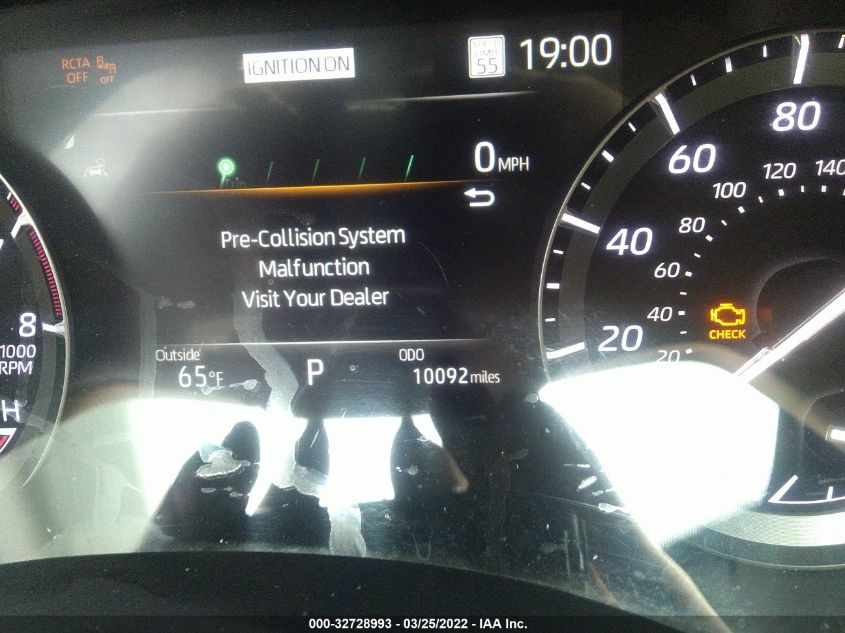 RCTA
OFF
OFF
IGNITION ON
SPEED
LIMIT
55
19:00
0 MPH
Pre-Collision System
Malfunction
Visit Your Dealer
Outside
65°F
P
ODO
10092 miles
8
1000
RPM
H
20
40
60
80
20
40
60
80
100
120
140
CHECK
000-32728993 - 03/25/2022 - IAA Inc.